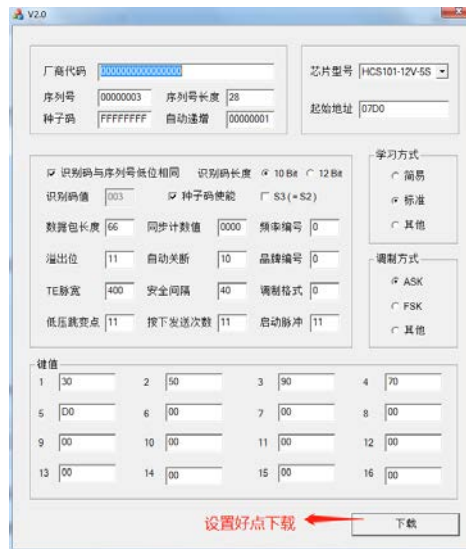 V2.0
厂商代码 0000000000000000 芯片型号 HCS101-12V-5S
序列号 00000003 序列号长度 28
种子码 FFFFFFFF 自动递增 00000001 起始地址 07D0
识别码与序列号低位相同 识别码长度 10 Bit 12 Bit
识别码值 003 种子码使能 S3(=S2)
数据包长度 66 同步计数值 0000 频率编号 0
溢出位 11 自动关断 10 品牌编号 0
TE脉宽 400 安全间隔 40 调制格式 0
低压跳变点 11 按下发送次数 11 启动脉冲 11
学习方式
简易
标准
其他
调制方式
ASK
FSK
其他
键值
1 30 2 50 3 90 4 70
5 D0 6 00 7 00 8 00
9 00 10 00 11 00 12 00
13 00 14 00 15 00 16 00
设置好点下载 下载